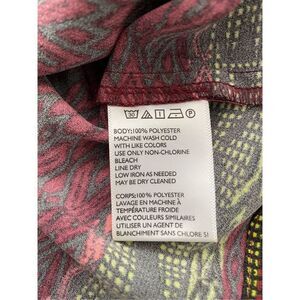 BODY:100% POLYESTER
MACHINE WASH COLD
WITH LIKE COLORS
USE ONLY NON-CHLORINE
BLEACH
LINE DRY
LOW IRON AS NEEDED
MAY BE DRY CLEANED
CORPS:100% POLYESTER
LAVAGE EN MACHINE À
TEMPÉRATURE FROIDE
AVEC COULEURS SIMILAIRES
UTILISER UN AGENT DE
BLANCHIMENT SANS CHLORE SI